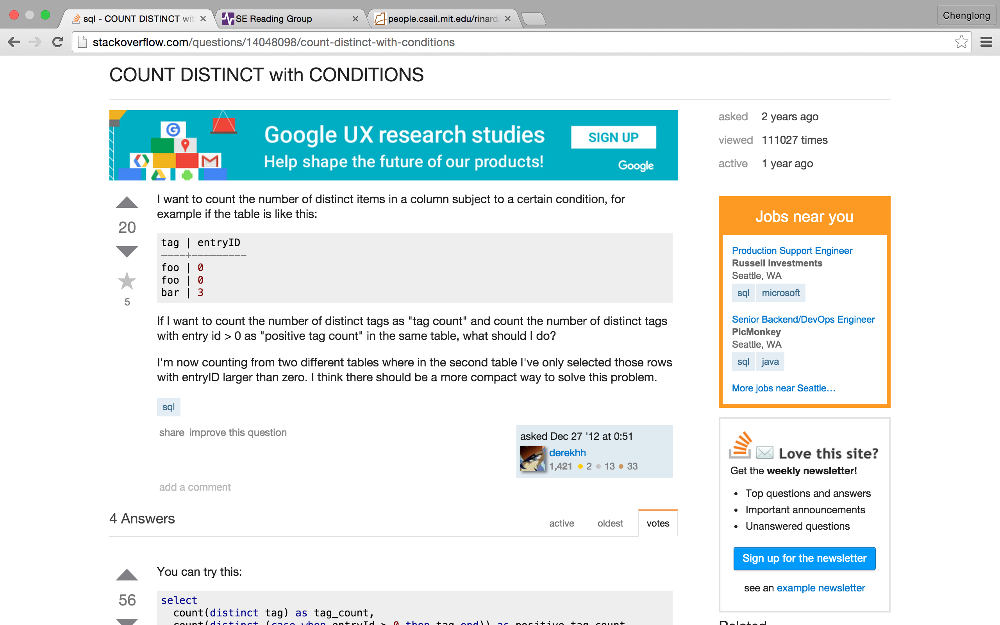 sql - COUNT DISTINCT wit
SE Reading Group
people.csail.mit.edu/rinard/
Chenglong
stackoverflow.com/questions/14048098/count-distinct-with-conditions
COUNT DISTINCT with CONDITIONS
Google UX research studies
Help shape the future of our products!
SIGN UP
Google
asked 2 years ago
viewed 111027 times
active 1 year ago
20
5
I want to count the number of distinct items in a column subject to a certain condition, for
example if the table is like this:
tag | entryID
----+---------
foo | 0
foo | 0
bar | 3
If I want to count the number of distinct tags as "tag count" and count the number of distinct tags
with entry id > 0 as "positive tag count" in the same table, what should I do?
I'm now counting from two different tables where in the second table I've only selected those rows
with entryID larger than zero. I think there should be a more compact way to solve this problem.
sql
share improve this question
asked Dec 27 '12 at 0:51
derekhh
1,421 ● 2 ● 13 ● 33
add a comment
Jobs near you
Production Support Engineer
Russell Investments
Seattle, WA
sql microsoft
Senior Backend/DevOps Engineer
PicMonkey
Seattle, WA
sql java
More jobs near Seattle…
Love this site?
Get the weekly newsletter!
• Top questions and answers
• Important announcements
• Unanswered questions
Sign up for the newsletter
see an example newsletter
Related
4 Answers
active oldest votes
56
You can try this:
select
count(distinct tag) as tag_count,
count(distinct (case when entryId > 0 then tag end)) as positive_tag_count